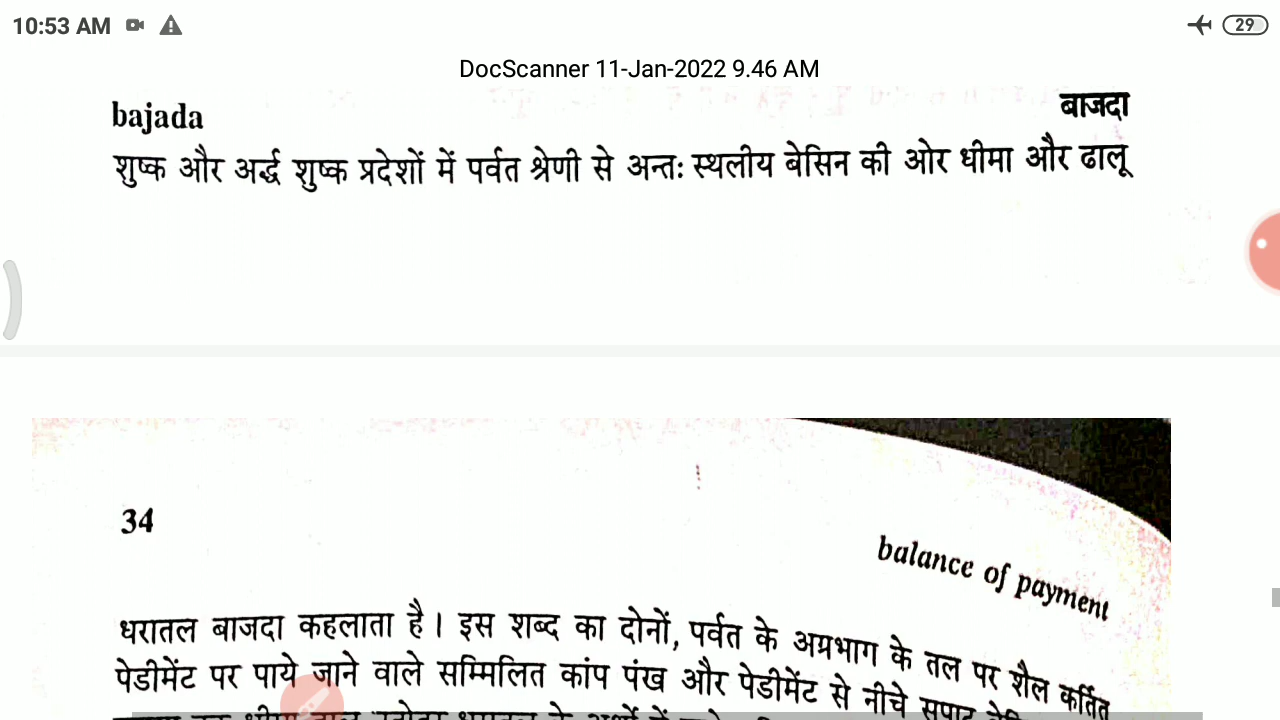 10:53 AM
29
DocScanner 11-Jan-2022 9.46 AM
bajada बाजदा
शुष्क और अर्द्ध शुष्क प्रदेशों में पर्वत श्रेणी से अन्तः स्थलीय बेसिन की ओर धीमा और ढालू
34
balance of payment
धरातल बाजदा कहलाता है। इस शब्द का दोनों, पर्वत के अग्रभाग के तल पर शैल कर्तित
पेडीमेंट पर पाये जाने वाले सम्मिलित कांप पंख और पेडीमेंट से नीचे सपाट